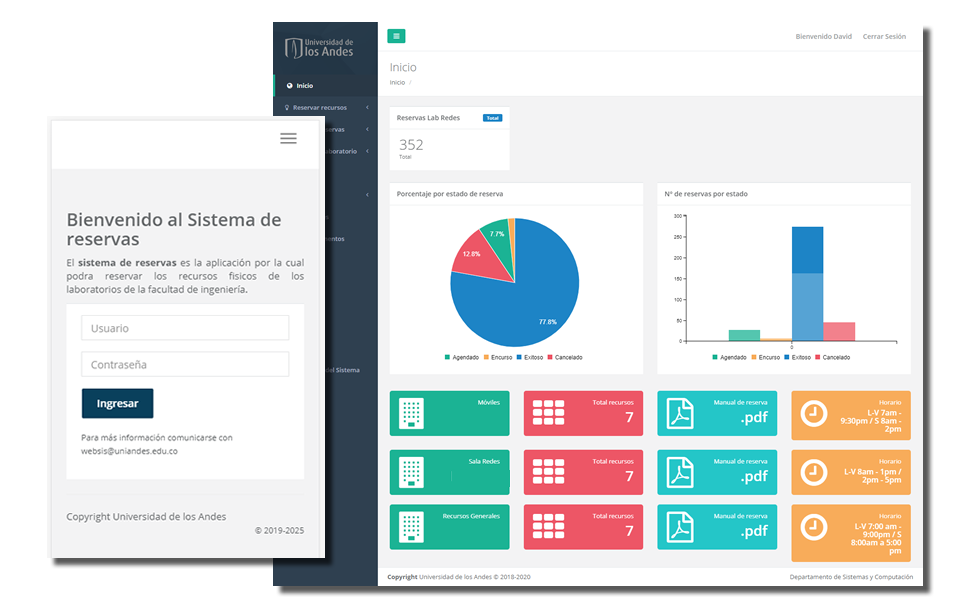 Bienvenido al Sistema de
reservas
El sistema de reservas es la aplicación por la cual
podra reservar los recursos fisicos de los
laboratorios de la facultad de ingeniería.
Usuario
Contraseña
Ingresar
Para más información comunicarse con
websis@uniandes.edu.co
Copyright Universidad de los Andes
© 2019-2025
Universidad de
los Andes
Inicio
Reservar recursos
del Sistema
Bienvenido David
Cerrar Sesión
Inicio
Inicio /
Reservas Lab Redes
Total
352
Total
Porcentaje por estado de reserva
7.7%
12.8%
77.8%
Agendado
Encurso
Exitoso
Cancelado
Nº de reservas por estado
300
250
200
150
100
50
0
0
Agendado
Encurso
Exitoso
Cancelado
Móviles
Total recursos
7
Manual de reserva
.pdf
Horario
L-V 7am -
9:30pm / S 8am -
2pm
Sala Redes
Total recursos
7
Manual de reserva
.pdf
Horario
L-V 8am - 1pm /
2pm - 5pm
Recursos Generales
Total recursos
7
Manual de reserva
.pdf
Horario
L-V 7:00 am -
9:00pm / S
8:00am a 5:00
pm
Copyright Universidad de los Andes © 2018-2020
Departamento de Sistemas y Computación